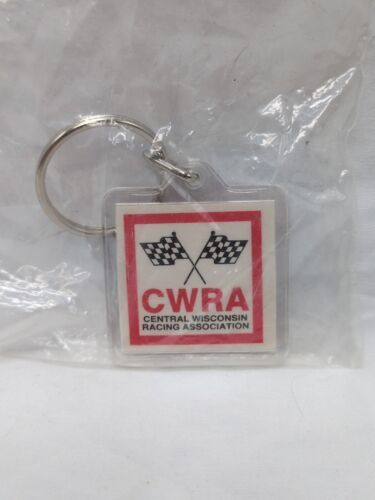 CWRA
CENTRAL WISCONSIN
RACING ASSOCIATION